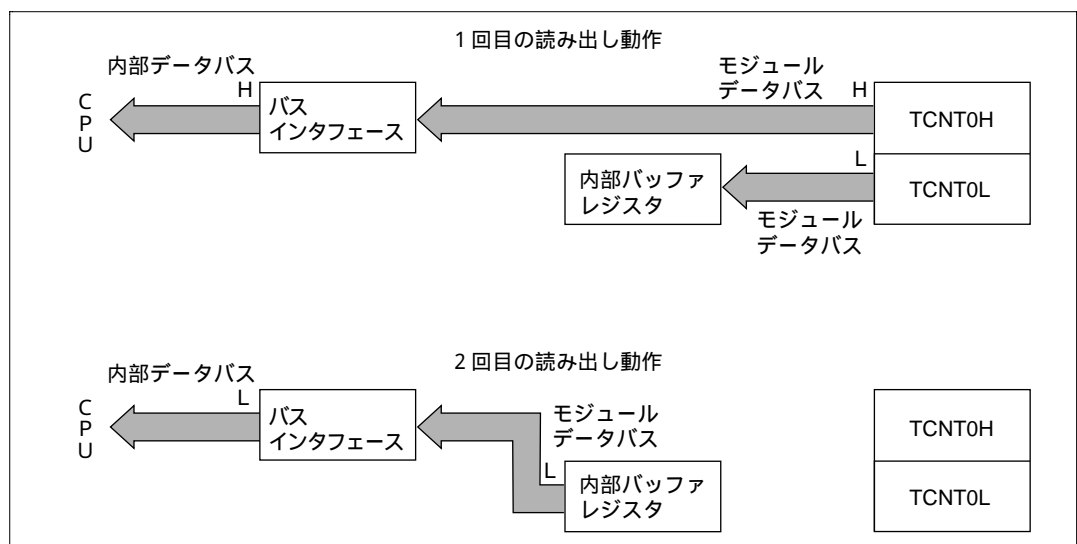 1 回目の読み出し動作
内部データバス
H
モジュール
データバス
H
C
P
U
バス
インタフェース
TCNT0H
L
内部バッファ
レジスタ
TCNT0L
モジュール
データバス
2 回目の読み出し動作
内部データバス
L
C
P
U
バス
インタフェース
モジュール
データバス
TCNT0H
L
内部バッファ
レジスタ
TCNT0L